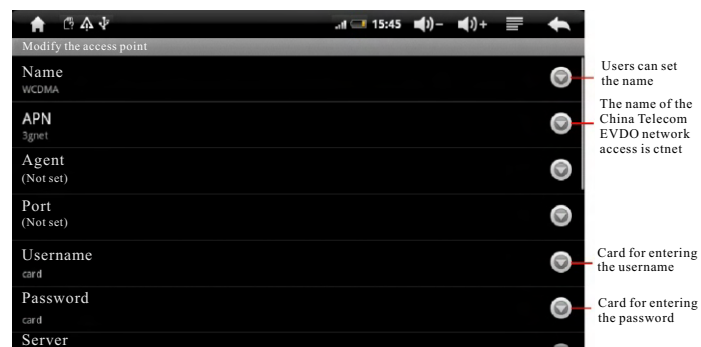 15:45
Modify the access point
Name
WCDMA
Users can set
the name
APN
3gnet
The name of the
China Telecom
EVDO network
access is ctnet
Agent
(Not set)
Port
(Not set)
Username
card
Card for entering
the username
Password
card
Card for entering
the password
Server